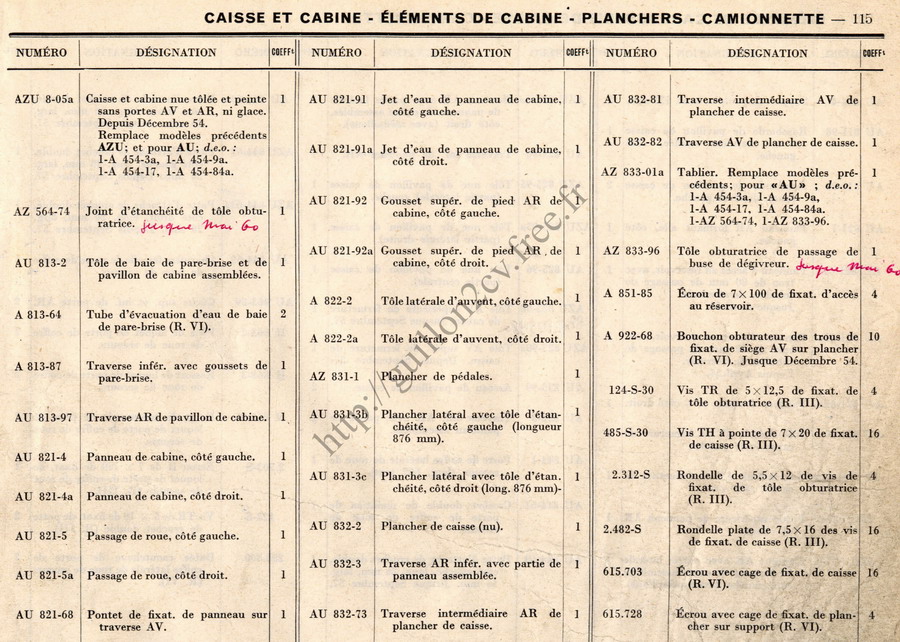 CAISSE ET CABINE - ÉLÉMENTS DE CABINE - PLANCHERS - CAMIONNETTE — 115
NUMÉRO DÉSIGNATION COEFFt
AZU 8-05a Caisse et cabine nue tôlée et peinte 1
sans portes AV et AR, ni glace.
Depuis Décembre 54.
Remplace modèles précédents
AZU; et pour AU; d.e.o. :
1-A 454-3a, 1-A 454-9a.
1-A 454-17, 1-A 454-84a.
AZ 564-74 Joint d'étanchéité de tôle obtu- 1
ratrice. jusque Mai 60
AU 813-2 Tôle de baie de pare-brise et de 1
pavillon de cabine assemblées.
A 813-64 Tube d'évacuation d'eau de baie 2
de pare-brise (R. VI).
A 813-87 Traverse infér. avec goussets de 1
pare-brise.
AU 813-97 Traverse AR de pavillon de cabine. 1
AU 821-4 Panneau de cabine, côté gauche. 1
AU 821-4a Panneau de cabine, côté droit. 1
AU 821-5 Passage de roue, côté gauche. 1
AU 821-5a Passage de roue, côté droit. 1
AU 821-68 Pontet de fixat. de panneau sur 1
traverse AV.
NUMÉRO DÉSIGNATION COEFFt
AU 821-91 Jet d'eau de panneau de cabine, 1
côté gauche.
AU 821-91a Jet d'eau de panneau de cabine, 1
côté droit.
AU 821-92 Gousset supér. de pied AR de 1
cabine, côté gauche.
AU 821-92a Gousset supér. de pied AR de 1
cabine, côté droit.
A 822-2 Tôle latérale d'auvent, côté gauche. 1
A 822-2a Tôle latérale d'auvent, côté droit. 1
AZ 831-1 Plancher de pédales. 1
AU 831-3b Plancher latéral avec tôle d'étan- 1
chéité, côté gauche (longueur
876 mm).
AU 831-3c Plancher latéral avec tôle d'étan 1
chéité, côté droit (long. 876 mm)-
AU 832-2 Plancher de caisse (nu). 1
AU 832-3 Traverse AR infér. avec partie de 1
panneau assemblée.
AU 832-73 Traverse intermédiaire AR de 1
plancher de caisse.
NUMÉRO DÉSIGNATION COEFFt
AU 832-81 Traverse intermédiaire AV de 1
plancher de caisse.
AU 832-82 Traverse AV de plancher de caisse. 1
AZ 833-01a Tablier. Remplace modèles pré- 1
cédents; pour «AU» ; d.e.o. :
1-A 454-3a, 1-A 454-9a,
1-A 454-17, 1-A 454-84a.
1-AZ 564-74, 1-AZ 833-96.
AZ 833-96 Tôle obturatrice de passage de 1
buse de dégivreur. jusque Mai 60
A 851-85 Écrou de 7×100 de fixat. d'accès 4
au réservoir.
A 922-68 Bouchon obturateur des trous de 10
fixat. de siège AV sur plancher
(R. VI). Jusque Décembre 54.
124-S-30 Vis TR de 5×12,5 de fixat. de 4
tôle obturatrice (R. III).
485-S-30 Vis TH à pointe de 7×20 de fixat. 16
de caisse (R. III).
2.312-S Rondelle de 5,5×12 de vis de 4
fixat. de tôle obturatrice
(R. III).
2.482-S Rondelle plate de 7,5×16 des vis 16
de fixat. de caisse (R. III).
615.703 Écrou avec cage de fixat. de caisse 16
(R. VI).
615.728 Écrou avec cage de fixat. de plan- 4
cher sur support (R. VI).
http://guillon2cv.free.fr